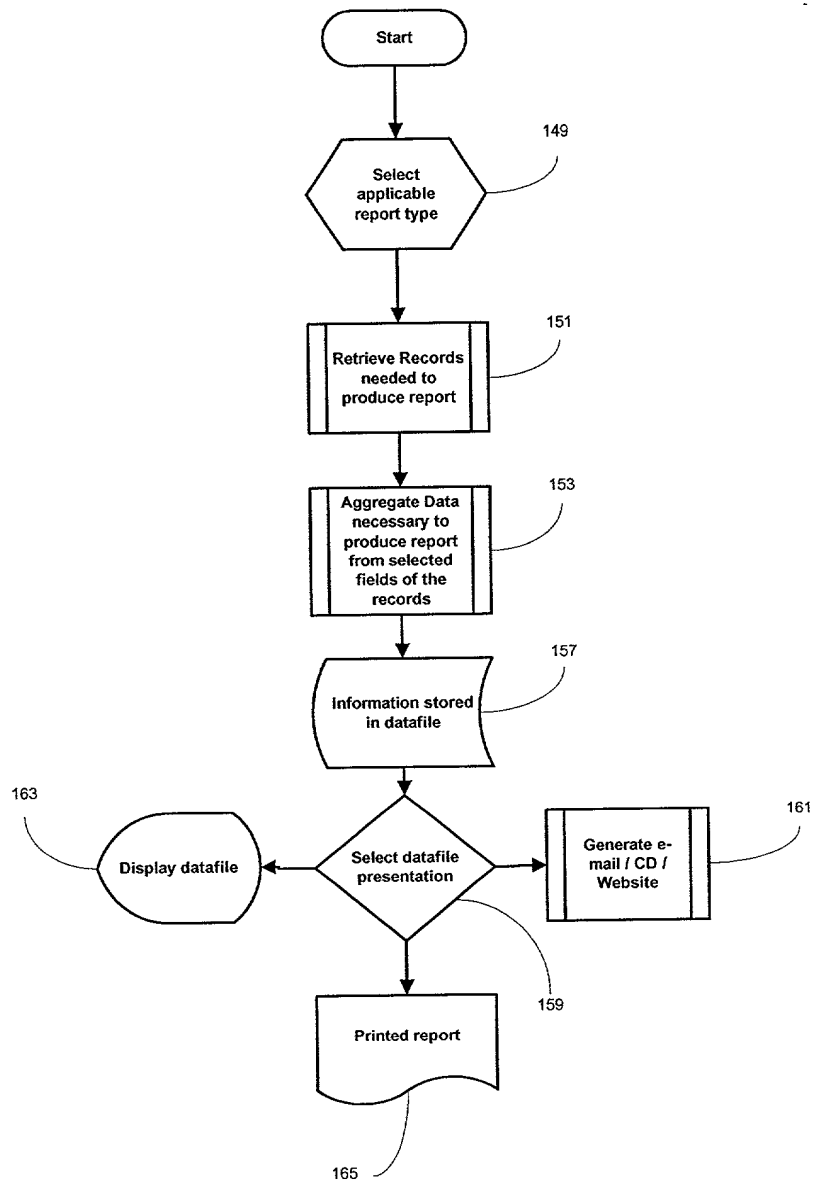 Start
149
Select
applicable
report type
151
Retrieve Records
needed to
produce report
153
Aggregate Data
necessary to
produce report
from selected
fields of the
records
157
Information stored
in datafile
163
161
Display datafile
Select datafile
presentation
Generate e-
mail / CD /
Website
159
Printed report
165